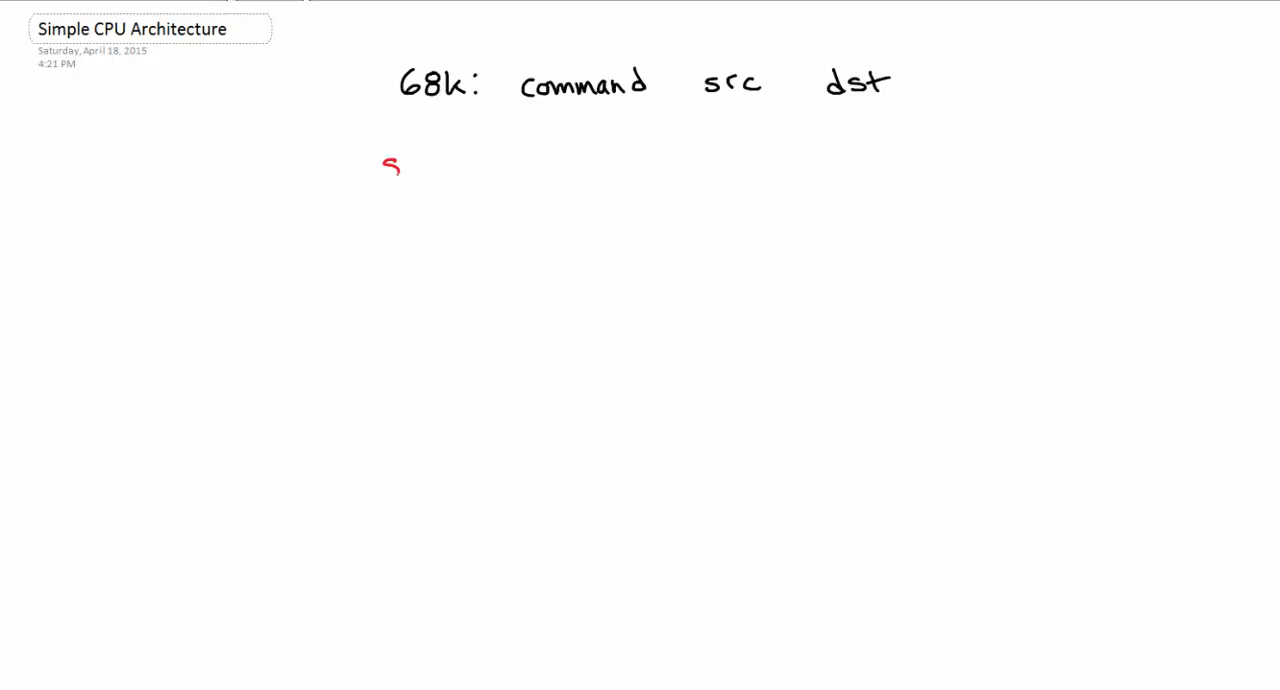 Simple CPU Architecture
Saturday, April 18, 2015
4:21 PM
68k: command src dst
s